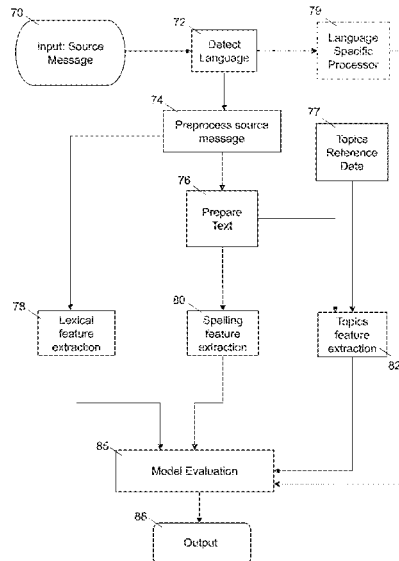 70
Input: Source
Message
72
Detect
Language
79
Language
Specific
Processor
74
Preprocess source
message
77
Topics
Reference
Data
76
Prepare
Text
78
Lexical
feature
extraction
80
Spelling
feature
extraction
Topics
feature
extraction
82
85
Model Evaluation
88
Output